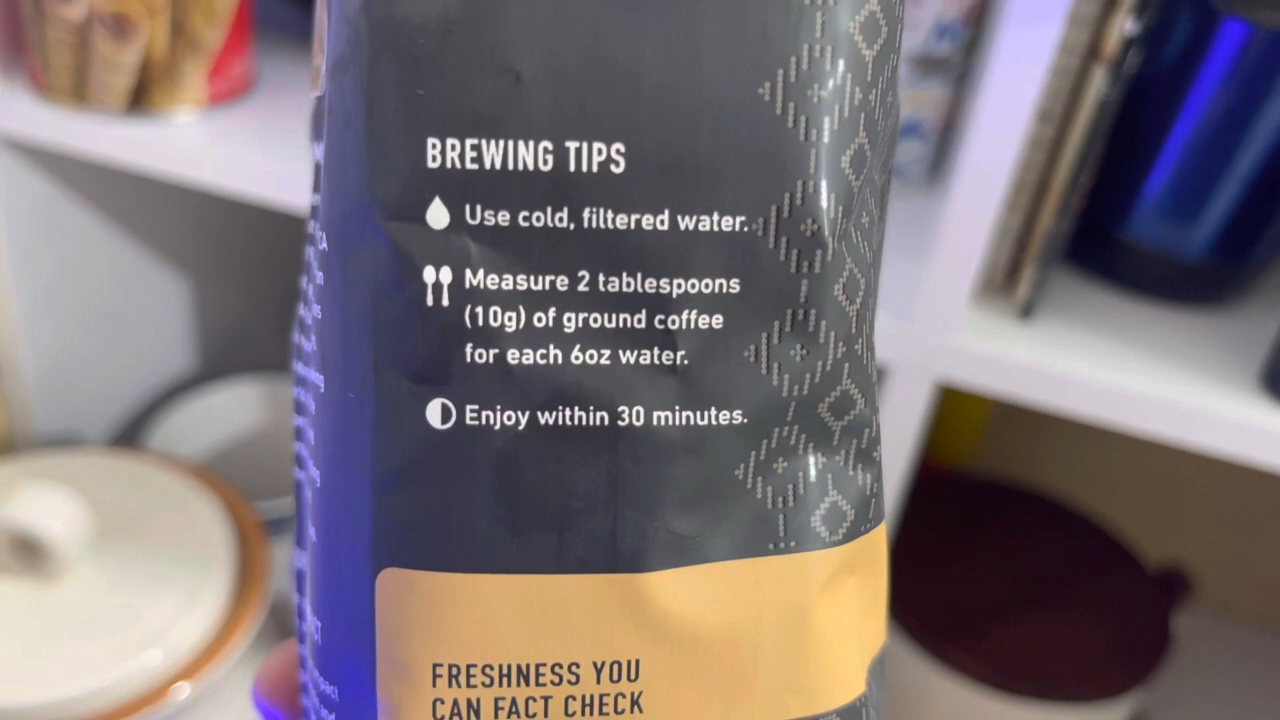 BREWING TIPS
Use cold, filtered water.
Measure 2 tablespoons
(10g) of ground coffee
for each 6oz water.
Enjoy within 30 minutes.
FRESHNESS YOU
CAN FACT CHECK